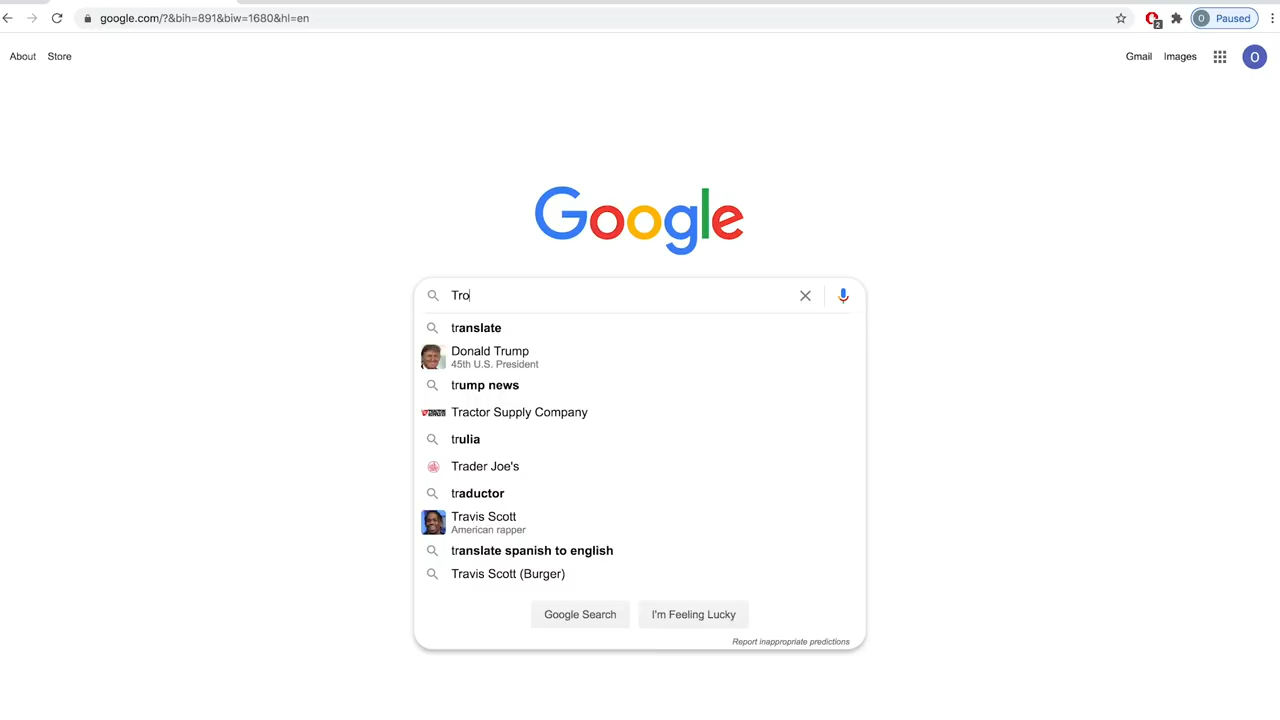 google.com/?&bih=891&biw=1680&hl=en
2
O Paused
About Store
Gmail Images
O
Google
Tro
translate
Donald Trump
45th U.S. President
trump news
Tractor Supply Company
trulia
Trader Joe's
traductor
Travis Scott
American rapper
translate spanish to english
Travis Scott (Burger)
Google Search I'm Feeling Lucky
Report inappropriate predictions